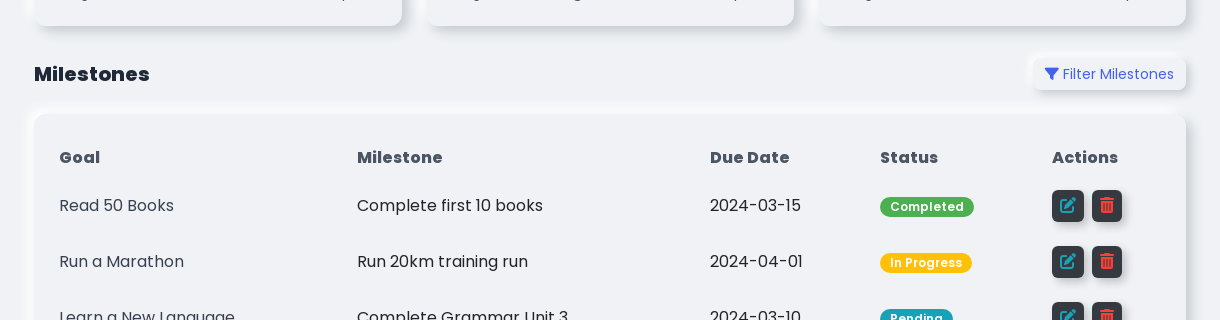 Milestones
Filter Milestones
Goal Milestone Due Date Status Actions
Read 50 Books Complete first 10 books 2024-03-15 Completed
Run a Marathon Run 20km training run 2024-04-01 In Progress
Learn a New Language Complete Grammar Unit 3 2024-03-10 Pending